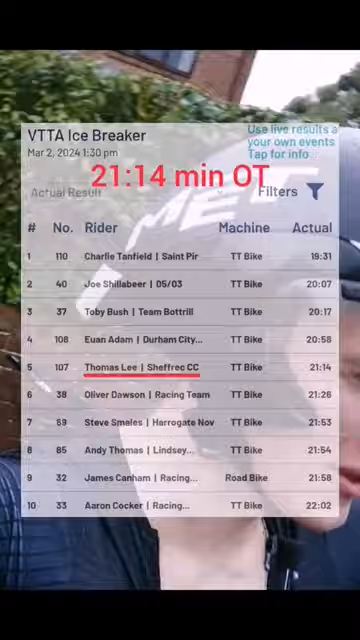 VTTA Ice Breaker
Mar 2, 2024 1:30 pm
Use live results a
your own events
Tap for info
21:14 min OT
Actual Result
Filters
# No. Rider Machine Actual
1 110 Charlie Tanfield | Saint Pir TT Bike 19:31
2 40 Joe Shillabeer | 05/03 TT Bike 20:07
3 37 Toby Bush | Team Bottrill TT Bike 20:17
4 108 Euan Adam | Durham City... TT Bike 20:58
5 107 Thomas Lee | Sheffrec CC TT Bike 21:14
6 38 Oliver Dawson | Racing Team TT Bike 21:26
7 59 Steve Smales | Harrogate Nov TT Bike 21:53
8 85 Andy Thomas | Lindsey... TT Bike 21:54
9 32 James Canham | Racing... Road Bike 21:58
10 33 Aaron Cocker | Racing... TT Bike 22:02
MET